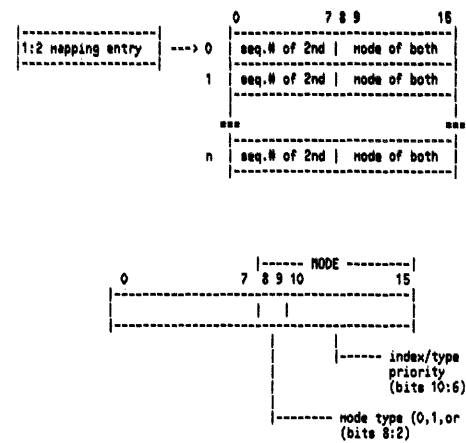 0 7 8 9 15
1:2 mapping entry ---> 0 seq.# of 2nd | mode of both
1 seq.# of 2nd | mode of both
n seq.# of 2nd | mode of both
|------ MODE -------|
0 7 8 9 10 15
|----- index/type
priority
(bits 10:6)
|------- mode type (0,1,or
(bits 8:2)